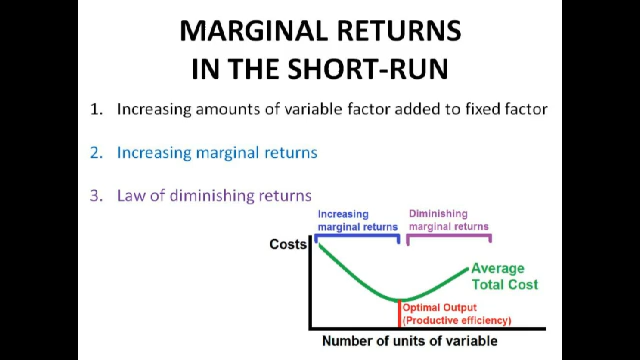 MARGINAL RETURNS
IN THE SHORT-RUN
1. Increasing amounts of variable factor added to fixed factor
2. Increasing marginal returns
3. Law of diminishing returns
Increasing
marginal returns
Diminishing
marginal returns
Costs
Average
Total Cost
Optimal Output
(Productive efficiency)
Number of units of variable